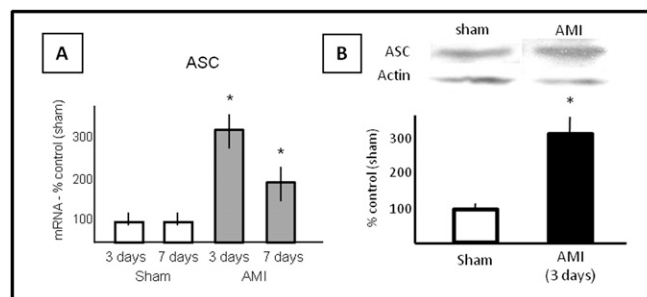 A
ASC
mRNA - % control (sham)
300
200
100
*
*
3 days 7 days 3 days 7 days
Sham AMI
B
sham AMI
ASC
Actin
% control (sham)
300
200
100
*
Sham AMI
(3 days)